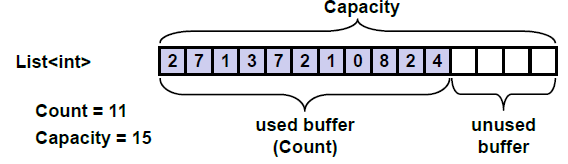 Capacity
List<int>
2 7 1 3 7 2 1 0 8 2 4
Count = 11
Capacity = 15
used buffer
(Count)
unused
buffer